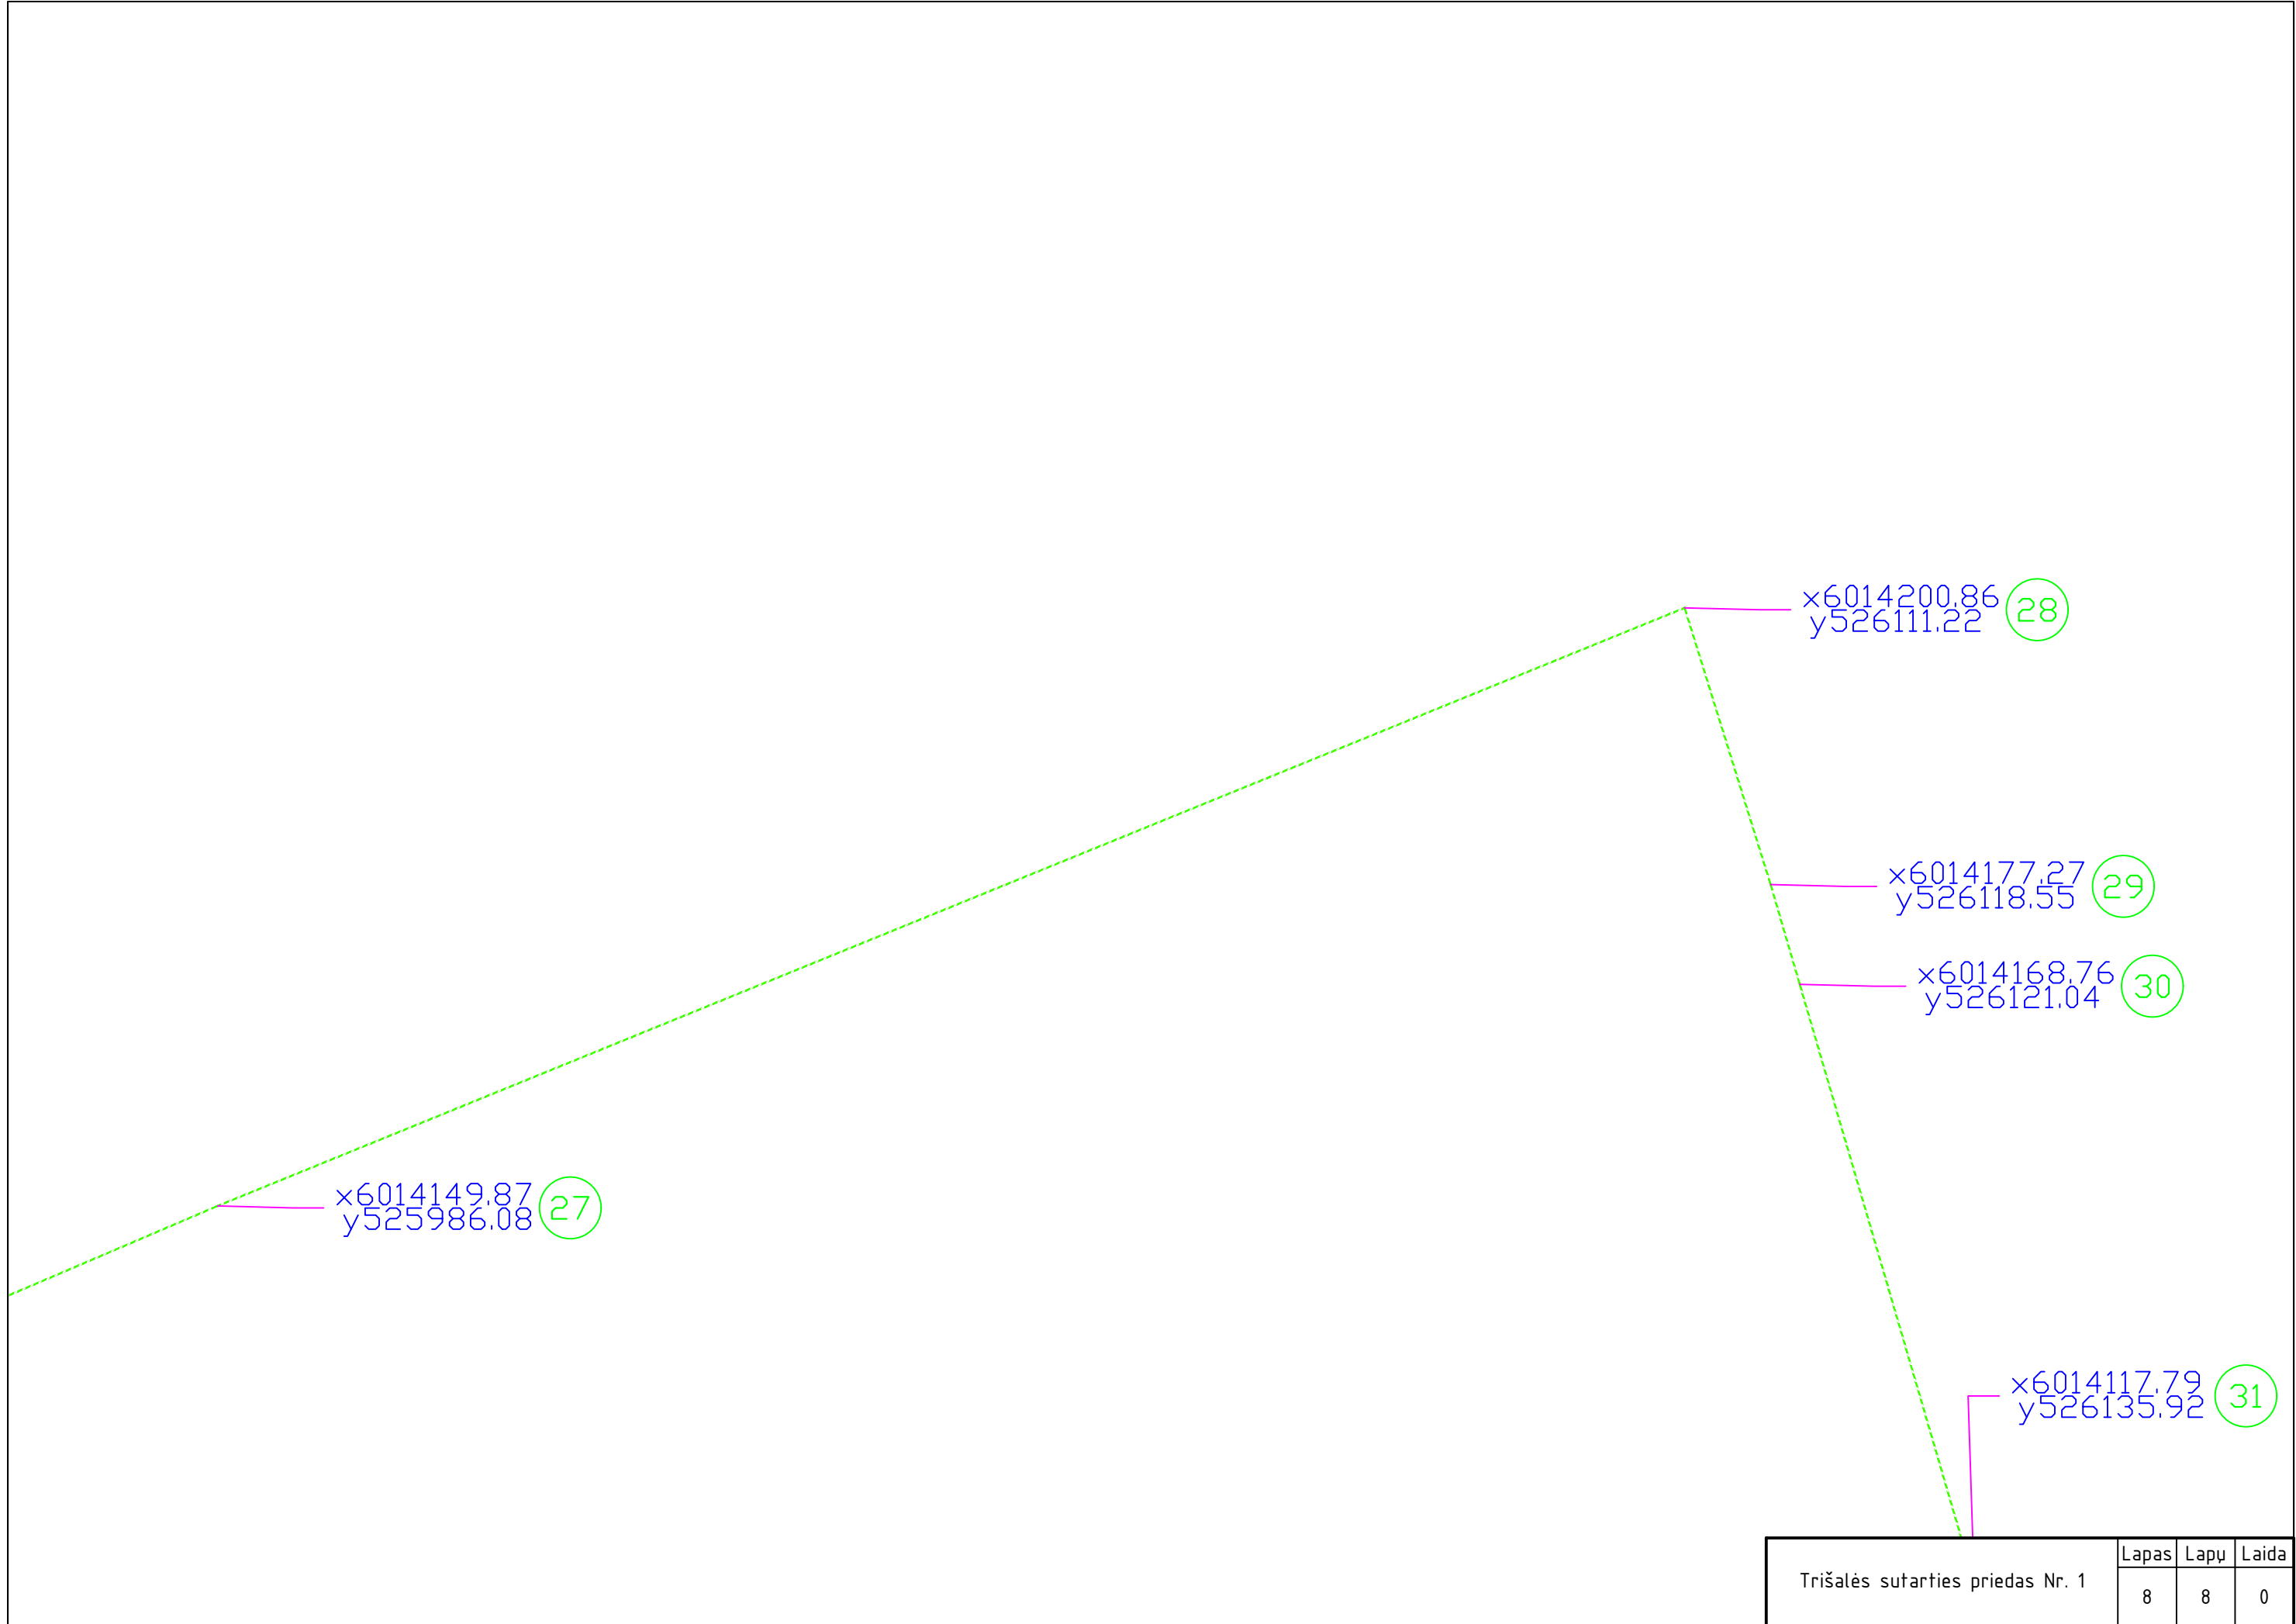 x6014200.86
y526111.22
28
x6014177.27
y526118.55
29
x6014168.76
y526121.04
30
x6014149.87
y525986.08
27
x6014117.79
y526135.92
31
Trišalės sutarties priedas Nr. 1
Lapas Lapų Laida
8 8 0